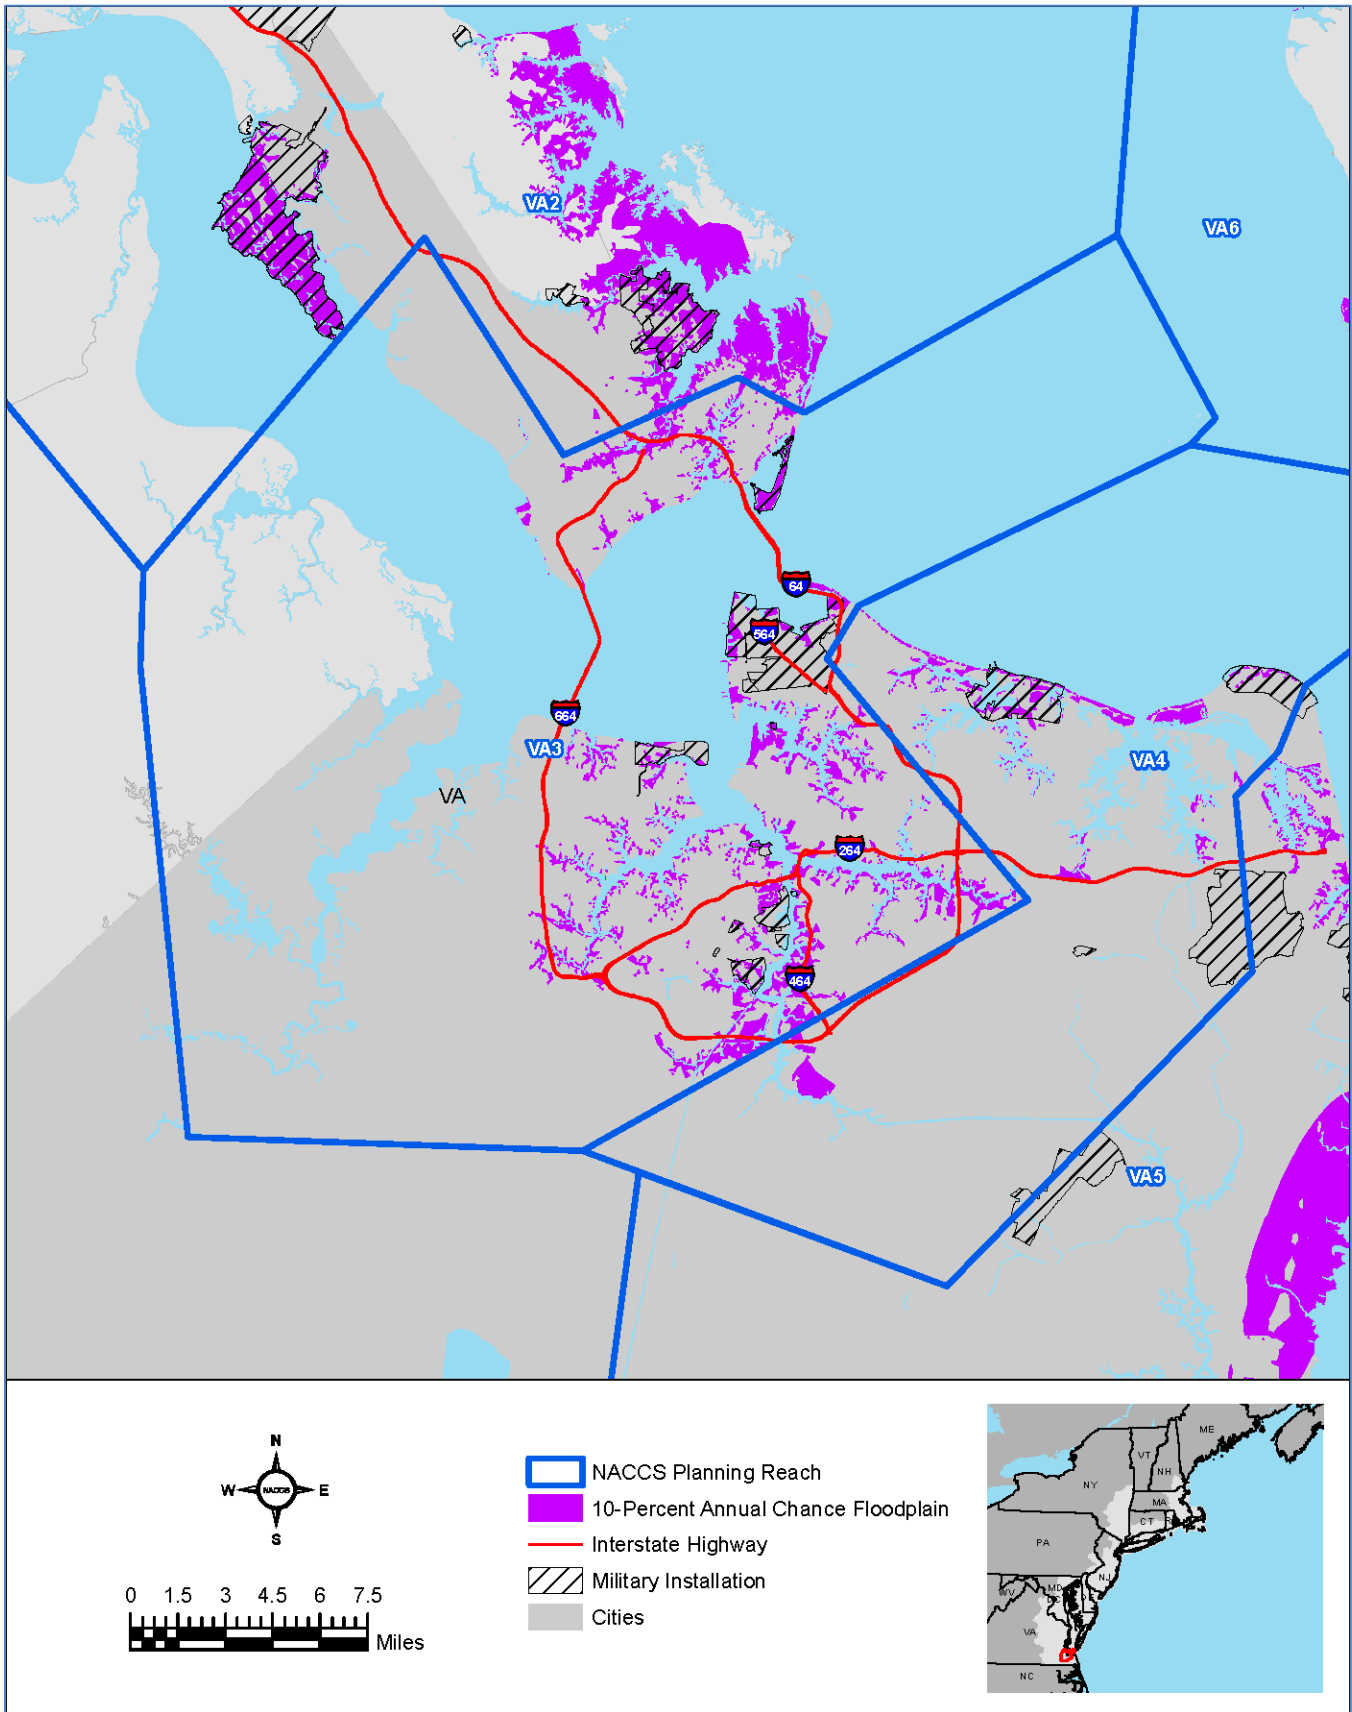 VA2
VA6
64
564
664
VA3
VA4
VA
264
464
VA5
N
W
NACCS
E
S
0 1.5 3 4.5 6 7.5
Miles
NACCS Planning Reach
10-Percent Annual Chance Floodplain
Interstate Highway
Military Installation
Cities
ME
VT
NH
NY
MA
CT
PA
NJ
MD
WV
VA
NC